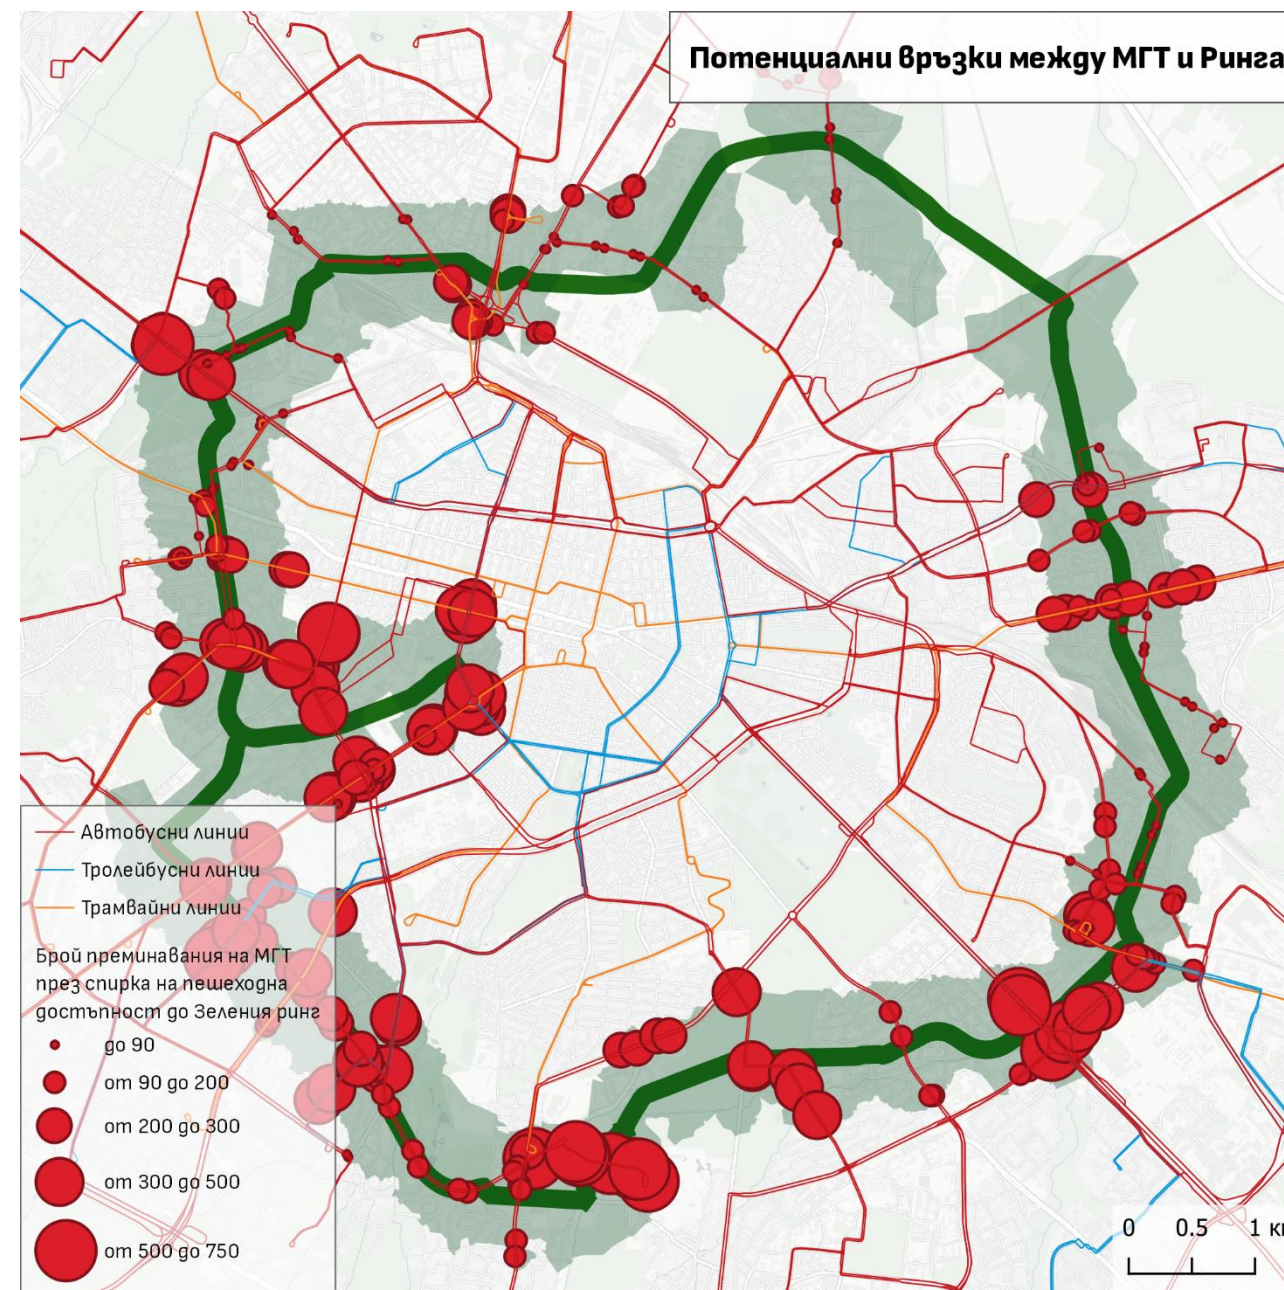 Потенциални връзки между МГТ и Ринга
Автобусни линии
Тролейбусни линии
Трамвайни линии
Брой преминавания на МГТ
през спирка на пешеходна
достъпност до Зеления ринг
до 90
от 90 до 200
от 200 до 300
от 300 до 500
от 500 до 750
0 0.5 1 км